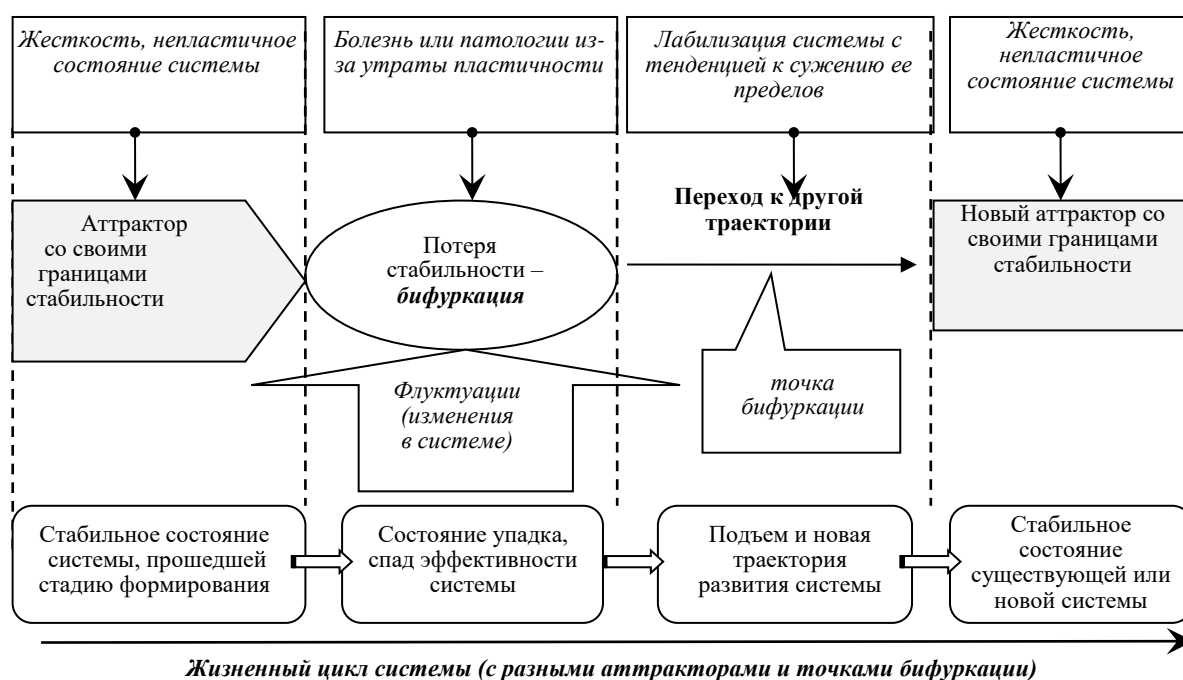 Жесткость, непластичное
состояние системы
Болезнь или патологии из-
за утраты пластичности
Лабилизация системы с
тенденцией к сужению ее
пределов
Жесткость,
непластичное
состояние системы
Аттрактор
со своими
границами
стабильности
Потеря
стабильности –
бифуркация
Переход к другой
траектории
Новый аттрактор со
своими границами
стабильности
Флуктуации
(изменения
в системе)
точка
бифуркации
Стабильное состояние
системы, прошедшей
стадию формирования
Состояние упадка,
спад эффективности
системы
Подъем и новая
траектория
развития системы
Стабильное
состояние
существующей или
новой системы
Жизненный цикл системы (с разными аттракторами и точками бифуркации)